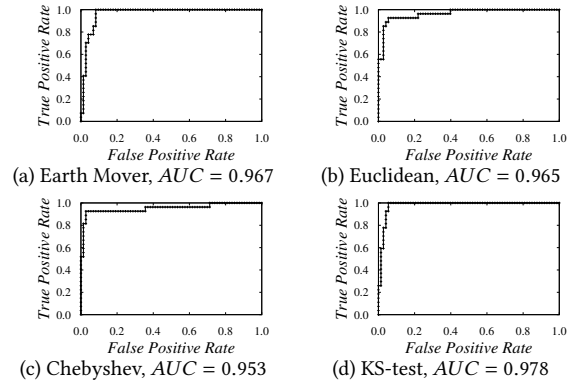 True Positive Rate
1.0
0.8
0.6
0.4
0.2
0.0
0.0 0.2 0.4 0.6 0.8 1.0
False Positive Rate
(a) Earth Mover, AUC = 0.967
True Positive Rate
1.0
0.8
0.6
0.4
0.2
0.0
0.0 0.2 0.4 0.6 0.8 1.0
False Positive Rate
(b) Euclidean, AUC = 0.965
True Positive Rate
1.0
0.8
0.6
0.4
0.2
0.0
0.0 0.2 0.4 0.6 0.8 1.0
False Positive Rate
(c) Chebyshev, AUC = 0.953
True Positive Rate
1.0
0.8
0.6
0.4
0.2
0.0
0.0 0.2 0.4 0.6 0.8 1.0
False Positive Rate
(d) KS-test, AUC = 0.978